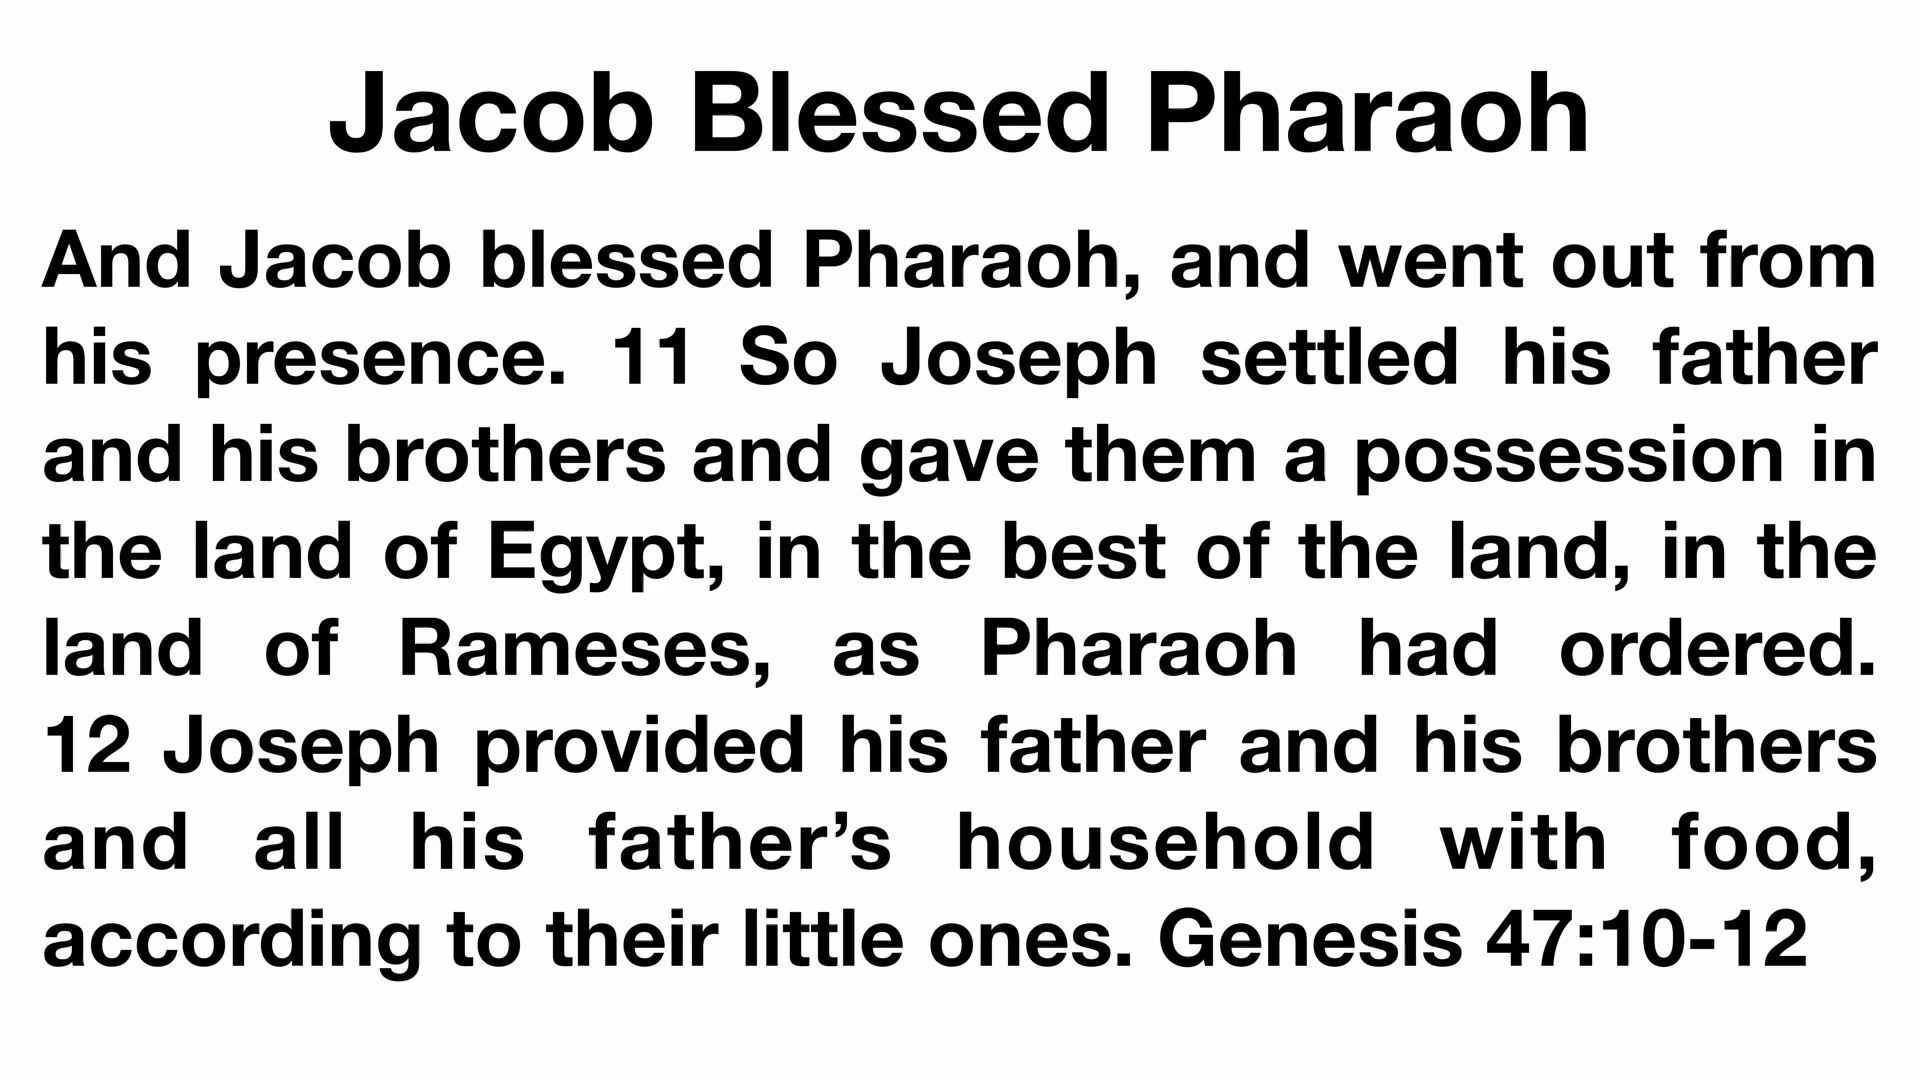 Jacob Blessed Pharaoh
And Jacob blessed Pharaoh, and went out from
his presence. 11 So Joseph settled his father
and his brothers and gave them a possession in
the land of Egypt, in the best of the land, in the
land of Rameses, as Pharaoh had ordered.
12 Joseph provided his father and his brothers
and all his father’s household with food,
according to their little ones. Genesis 47:10-12